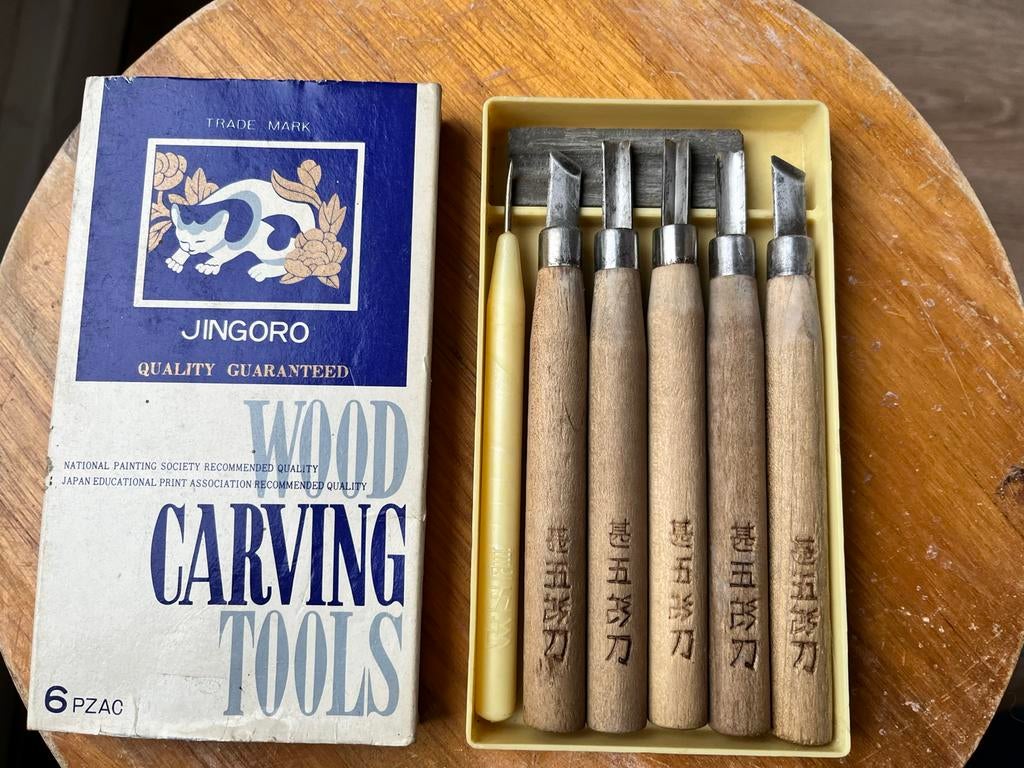 TRADE MARK
JINGORO
QUALITY GUARANTEED
WOOD
NATIONAL PAINTING SOCIETY RECOMMENDED QUALITY
JAPAN EDUCATIONAL PRINT ASSOCIATION RECOMMENDED QUALITY
CARVING
TOOLS
6 PZAC
甚五郎刀
甚五郎刀
甚五郎刀
甚五郎刀
甚五郎刀